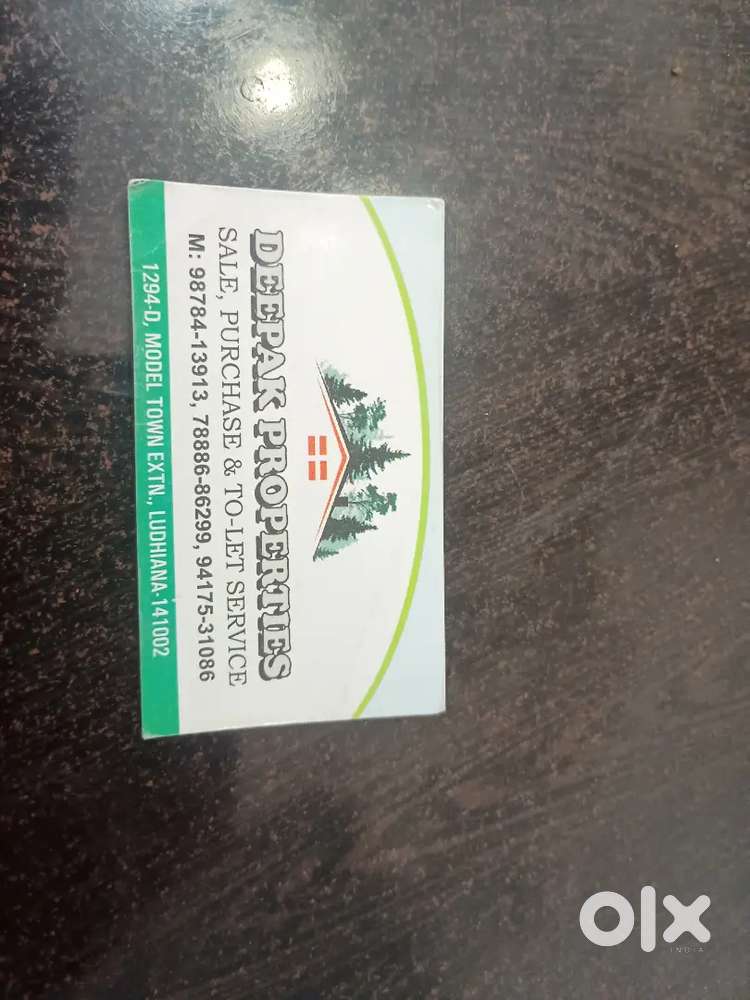 DEEPAK PROPERTIES
SALE, PURCHASE & TO-LET SERVICE
M: 98784-13913, 78886-86299, 94175-31086
1294-D, MODEL TOWN EXTN., LUDHIANA-141002
olx
INDIA